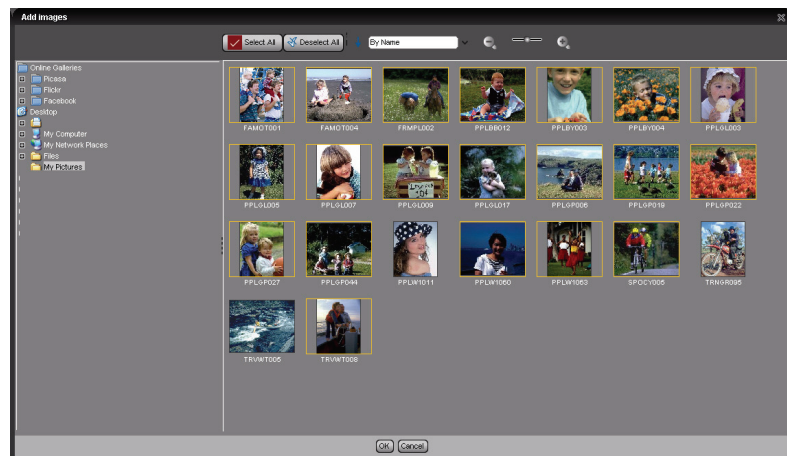 Add images
Select All
Deselect All
By Name
Online Galleries
Picasa
Flickr
Facebook
Desktop
My Computer
My Network Places
Files
My Pictures
FAMOT001 FAMOT004 FRMPL002 PPLBB012 PPLBY003 PPLBY004 PPLGL003
PPLGL005 PPLGL007 PPLGL009 PPLGL017 PPLGP006 PPLGP019 PPLGP022
PPLGP027 PPLGP044 PPLW1011 PPLW1060 PPLW1063 SPOCY005 TRNGR095
TRVWT005 TRVWT008
OK Cancel